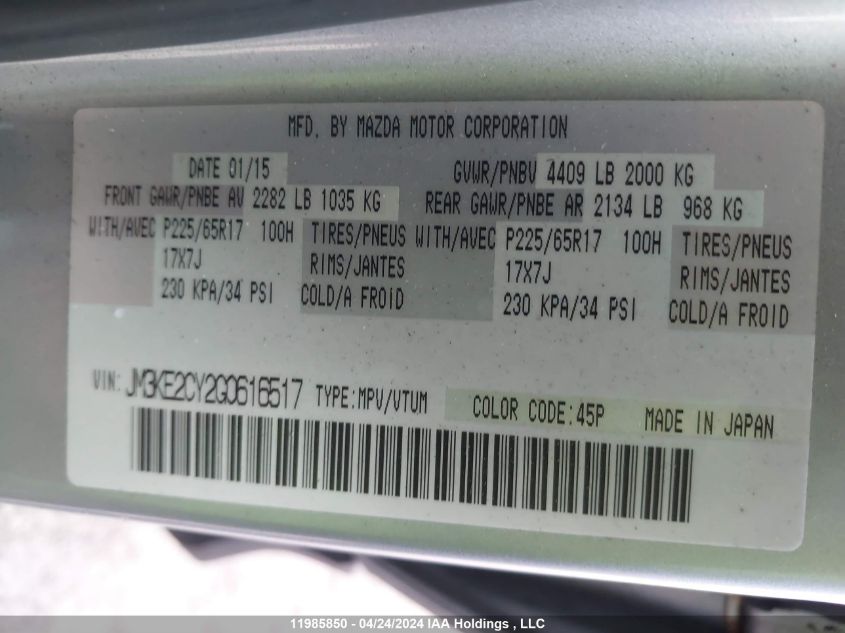 MFD. BY MAZDA MOTOR CORPORATION
DATE 01/15 GVWR/PNBV 4409 LB 2000 KG
FRONT GAWR/PNBE AV 2282 LB 1035 KG REAR GAWR/PNBE AR 2134 LB 968 KG
WITH/AVEC P225/65R17 100H TIRES/PNEUS WITH/AVEC P225/65R17 100H TIRES/PNEUS
17X7J RIMS/JANTES 17X7J RIMS/JANTES
230 KPA/34 PSI COLD/A FROID 230 KPA/34 PSI COLD/A FROID
VIN: JM3KE2CY2G0616517 TYPE:MPV/VTUM COLOR CODE:45P MADE IN JAPAN
11985850 - 04/24/2024 IAA Holdings , LLC